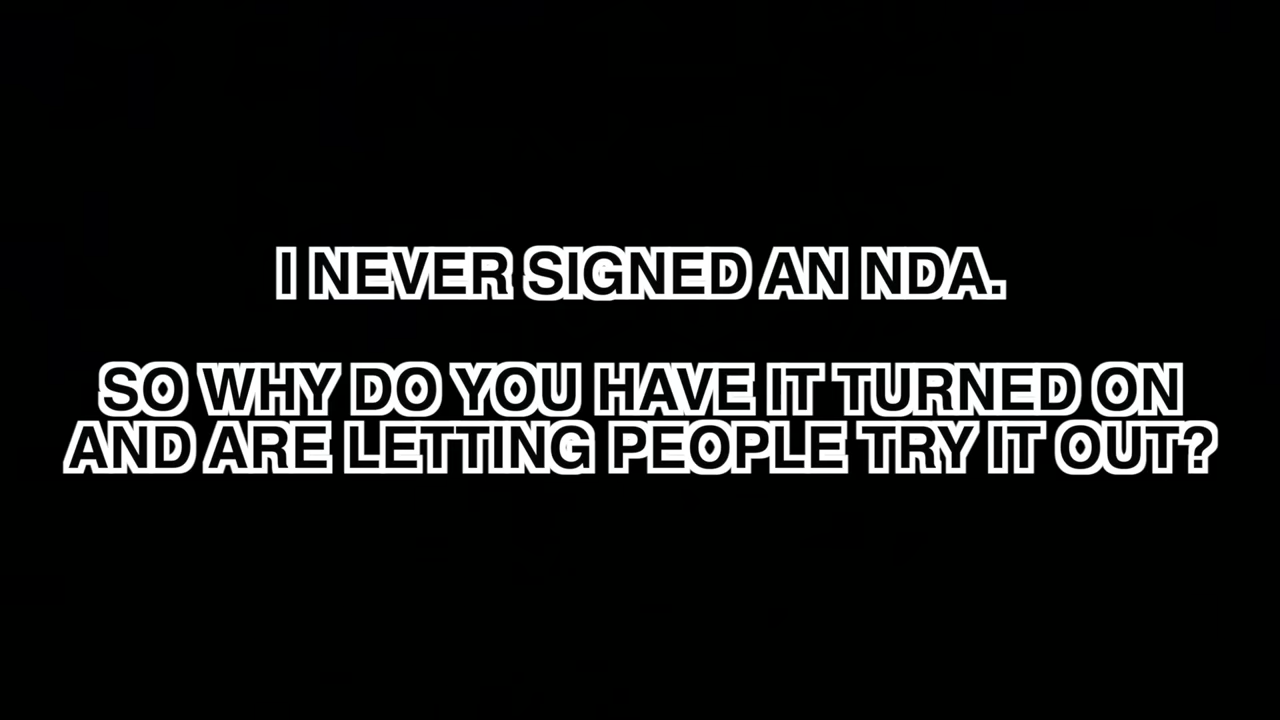 I NEVER SIGNED AN NDA.
SO WHY DO YOU HAVE IT TURNED ON
AND ARE LETTING PEOPLE TRY IT OUT?